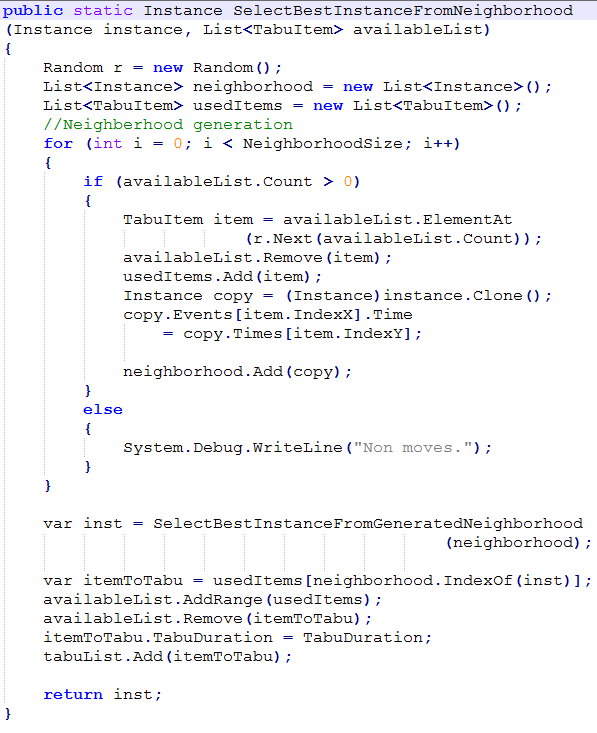 public static Instance SelectBestInstanceFromNeighborhood
(Instance instance, List<TabuItem> availableList)
{
    Random r = new Random();
    List<Instance> neighborhood = new List<Instance>();
    List<TabuItem> usedItems = new List<TabuItem>();
    //Neighberhood generation
    for (int i = 0; i < NeighborhoodSize; i++)
    {
        if (availableList.Count > 0)
        {
            TabuItem item = availableList.ElementAt
                        (r.Next(availableList.Count));
            availableList.Remove(item);
            usedItems.Add(item);
            Instance copy = (Instance)instance.Clone();
            copy.Events[item.IndexX].Time
                = copy.Times[item.IndexY];

            neighborhood.Add(copy);
        }
        else
        {
            System.Debug.WriteLine("Non moves.");
        }
    }

    var inst = SelectBestInstanceFromGeneratedNeighborhood
                                            (neighborhood);

    var itemToTabu = usedItems[neighborhood.IndexOf(inst)];
    availableList.AddRange(usedItems);
    availableList.Remove(itemToTabu);
    itemToTabu.TabuDuration = TabuDuration;
    tabuList.Add(itemToTabu);

    return inst;
}